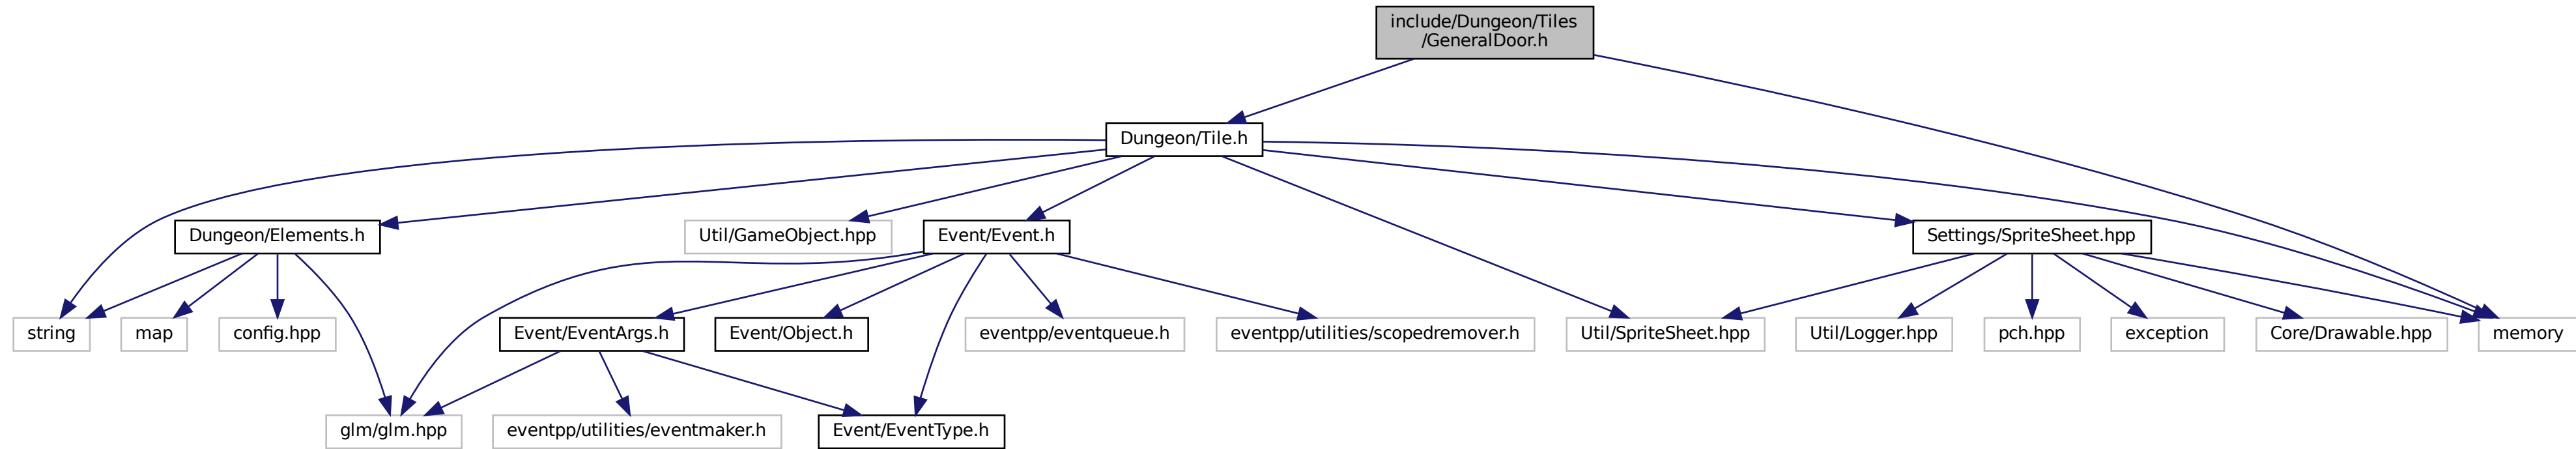 include/Dungeon/Tiles
/GeneralDoor.h
Dungeon/Tile.h
Dungeon/Elements.h
Util/GameObject.hpp
Event/Event.h
Settings/SpriteSheet.hpp
string
map
config.hpp
Event/EventArgs.h
Event/Object.h
eventpp/eventqueue.h
eventpp/utilities/scopedremover.h
Util/SpriteSheet.hpp
Util/Logger.hpp
pch.hpp
exception
Core/Drawable.hpp
memory
glm/glm.hpp
eventpp/utilities/eventmaker.h
Event/EventType.h